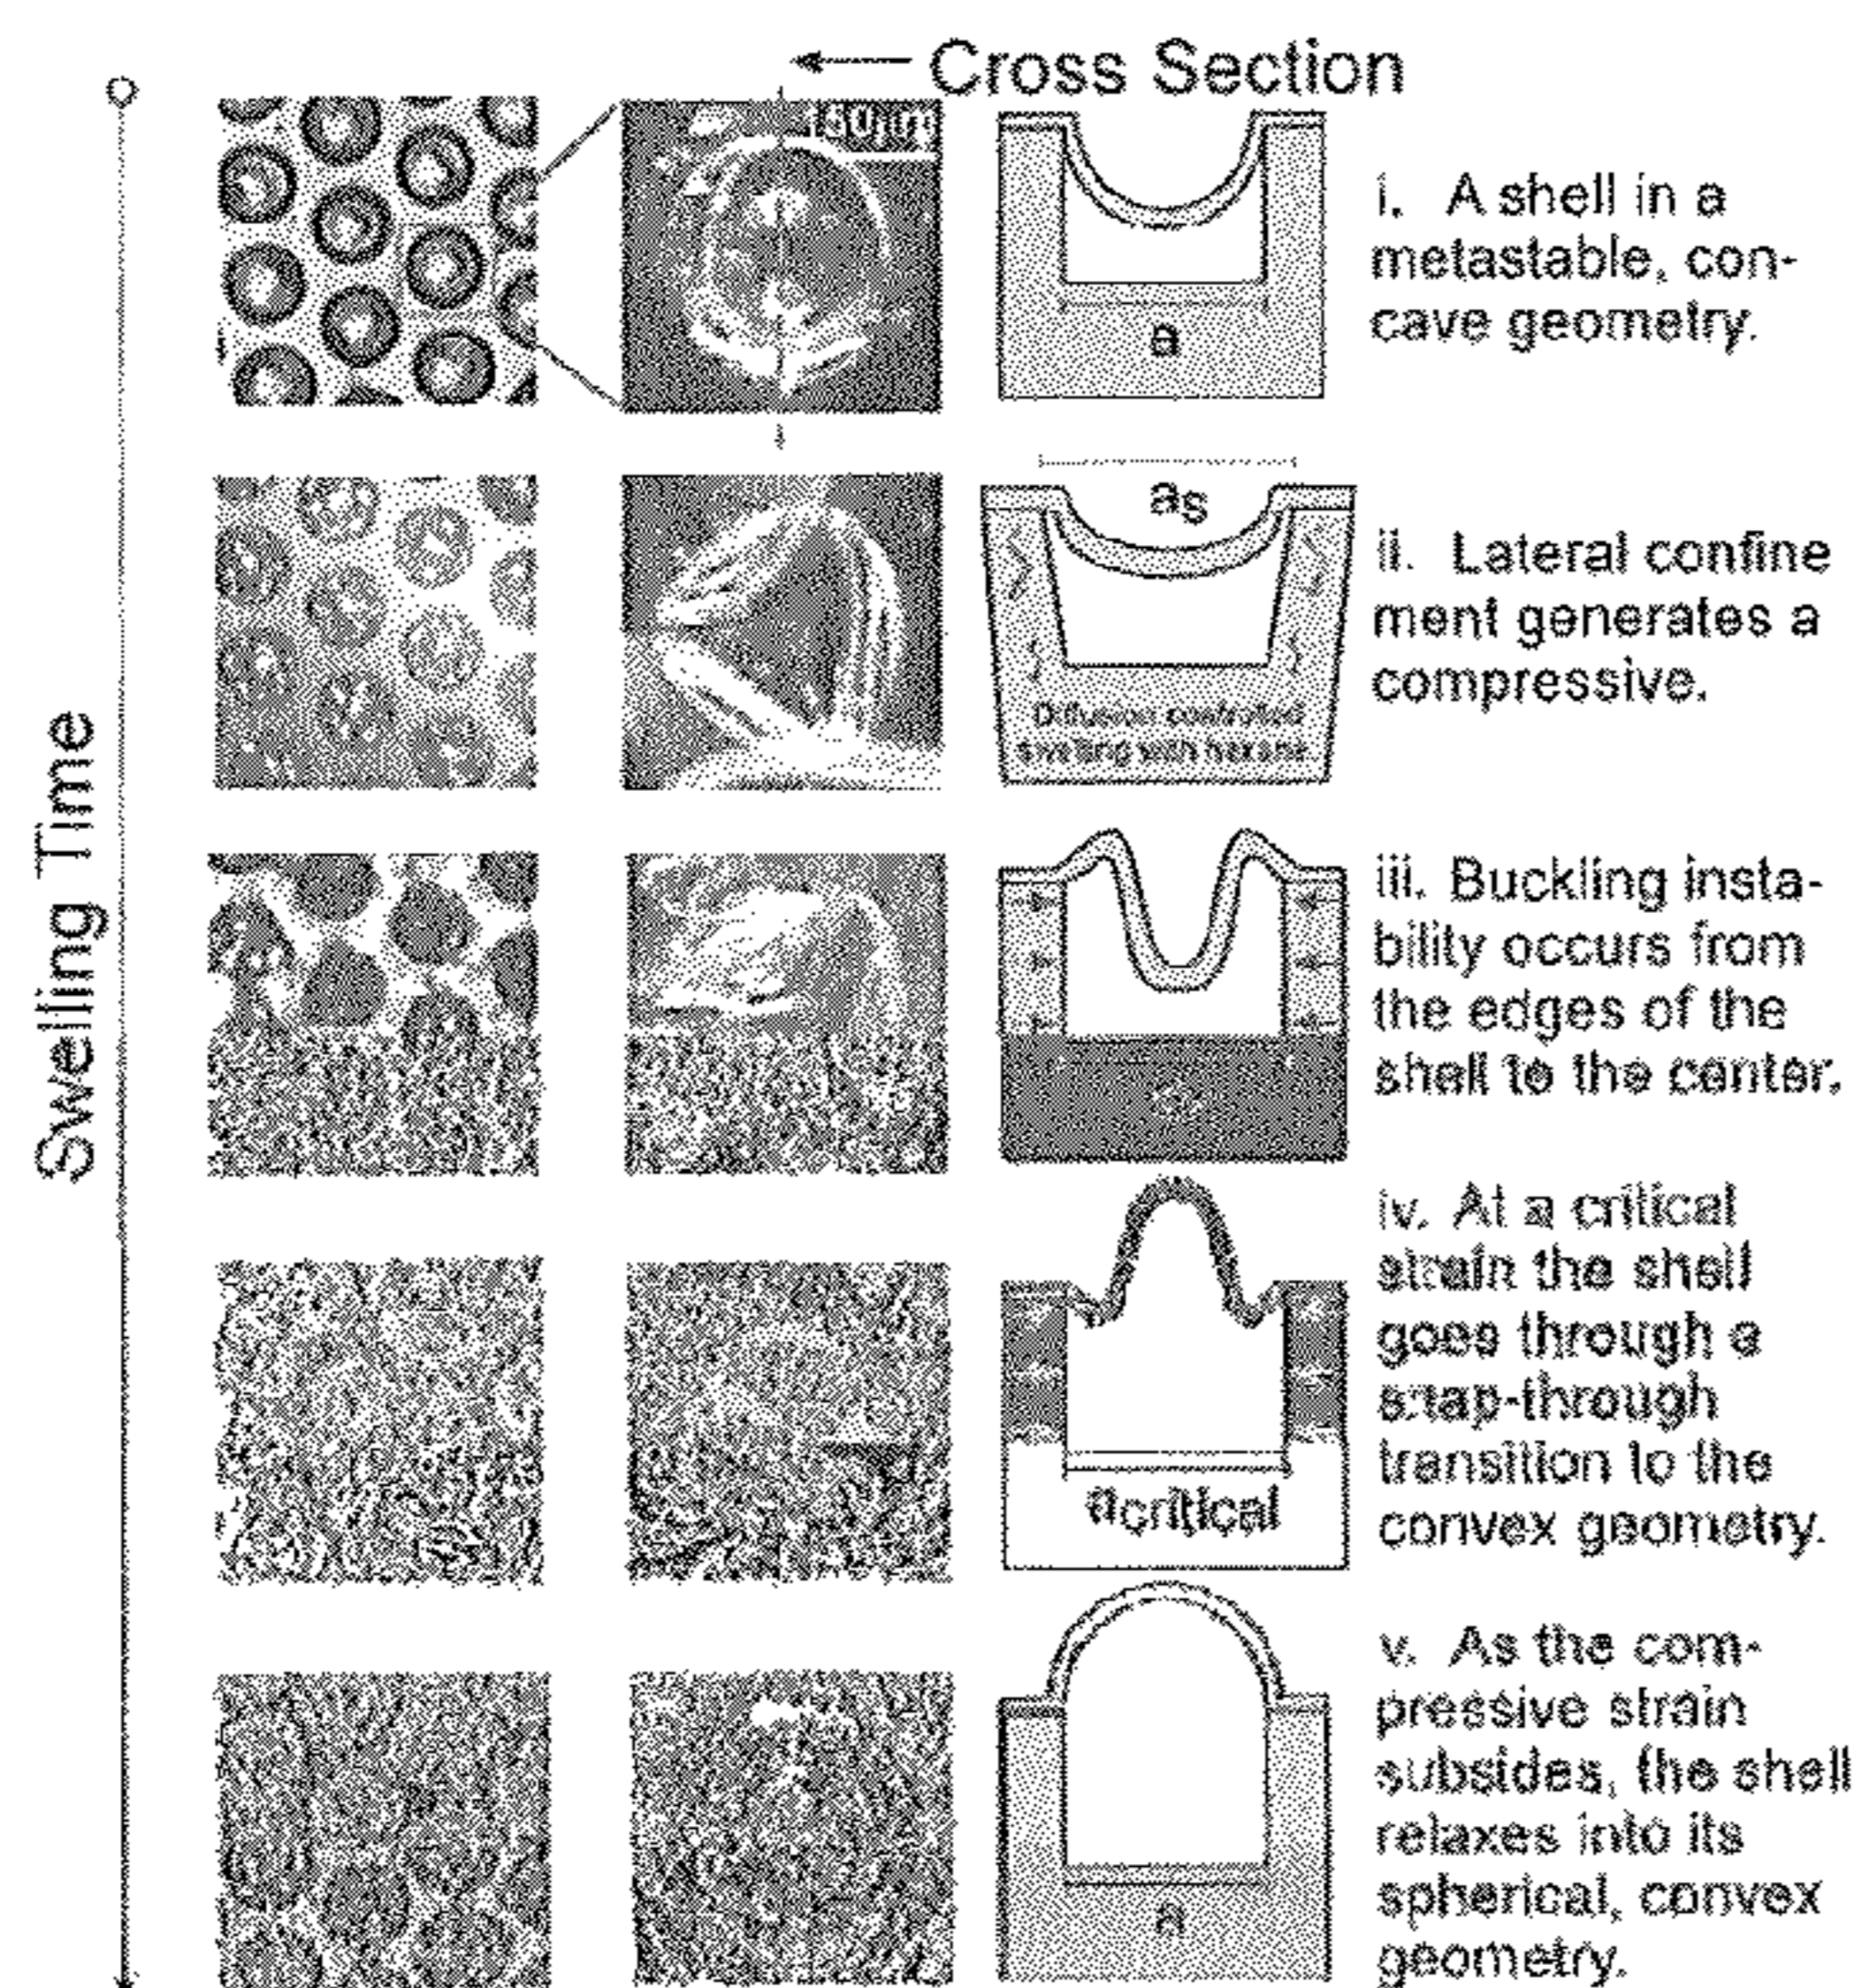 Cross Section
Swelling Time
a
i. A shell in a
metastable, con-
cave geometry.
as
Diffusion controlled
swelling with hexane
ii. Lateral confine
ment generates a
compressive.
iii. Buckling insta-
bility occurs from
the edges of the
shell to the center.
acritical
iv. At a critical
strain the shell
goes through a
snap-through
transition to the
convex geometry.
a
v. As the com-
pressive strain
subsides, the shell
relaxes into its
spherical, convex
geometry.